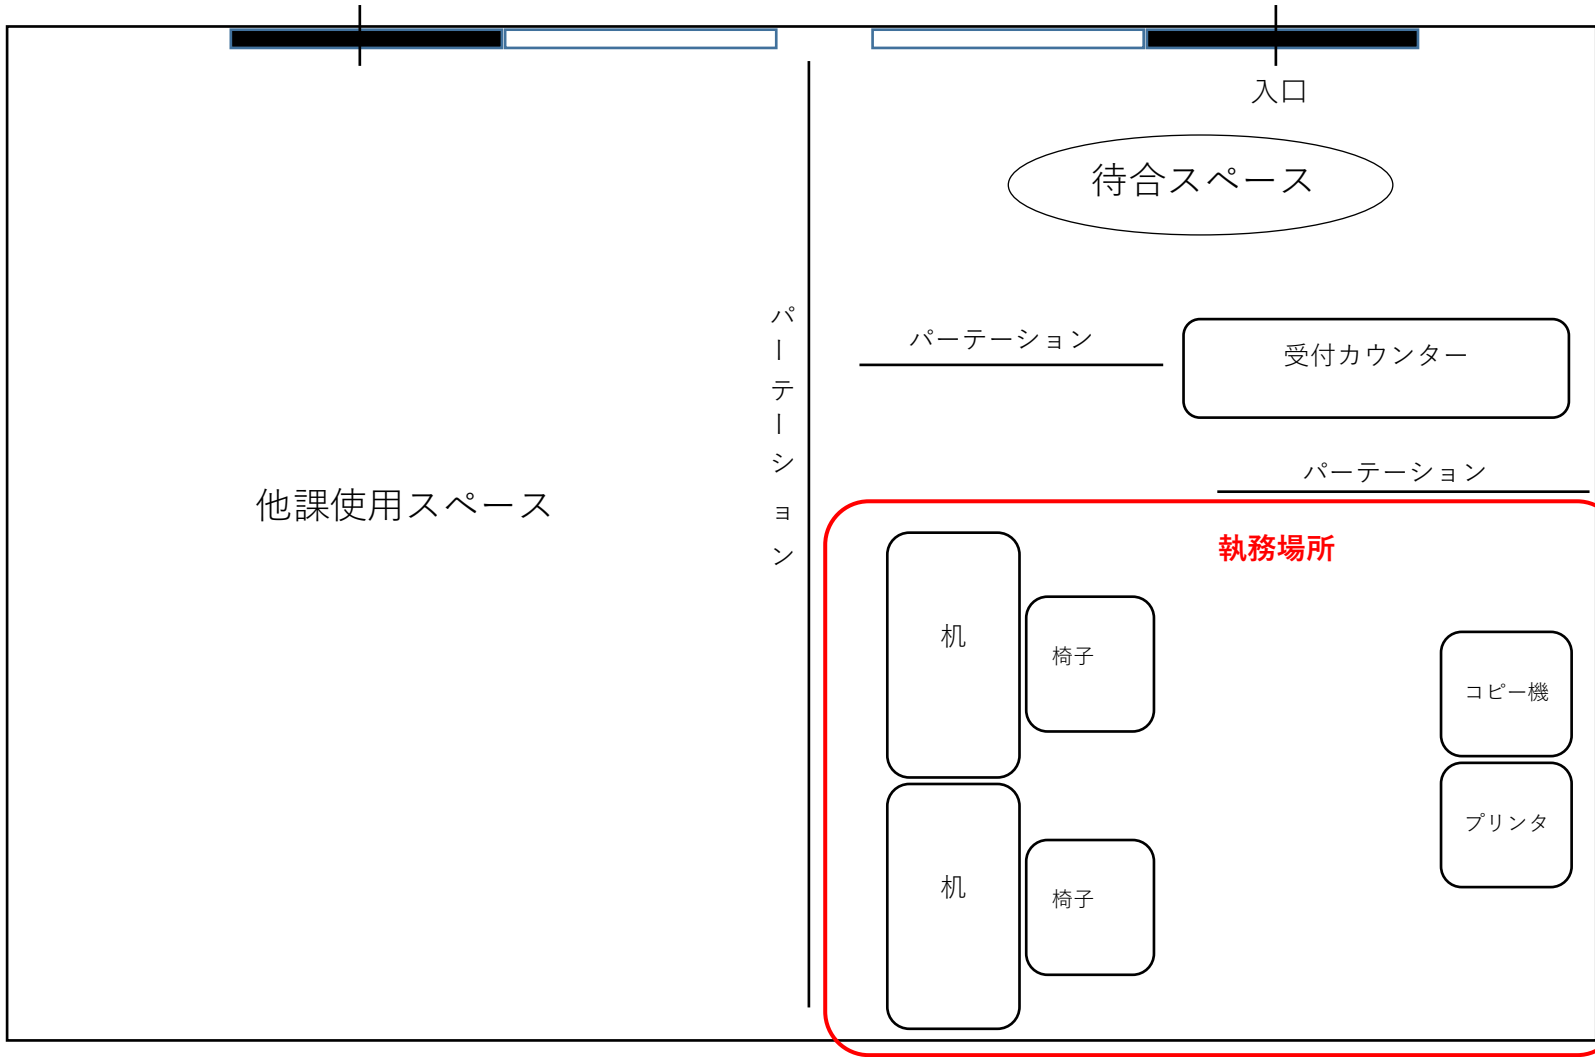 入口
待合スペース
パーテーション
パーテーション
受付カウンター
パーテーション
他課使用スペース
執務場所
机
椅子
コピー機
プリンタ
机
椅子